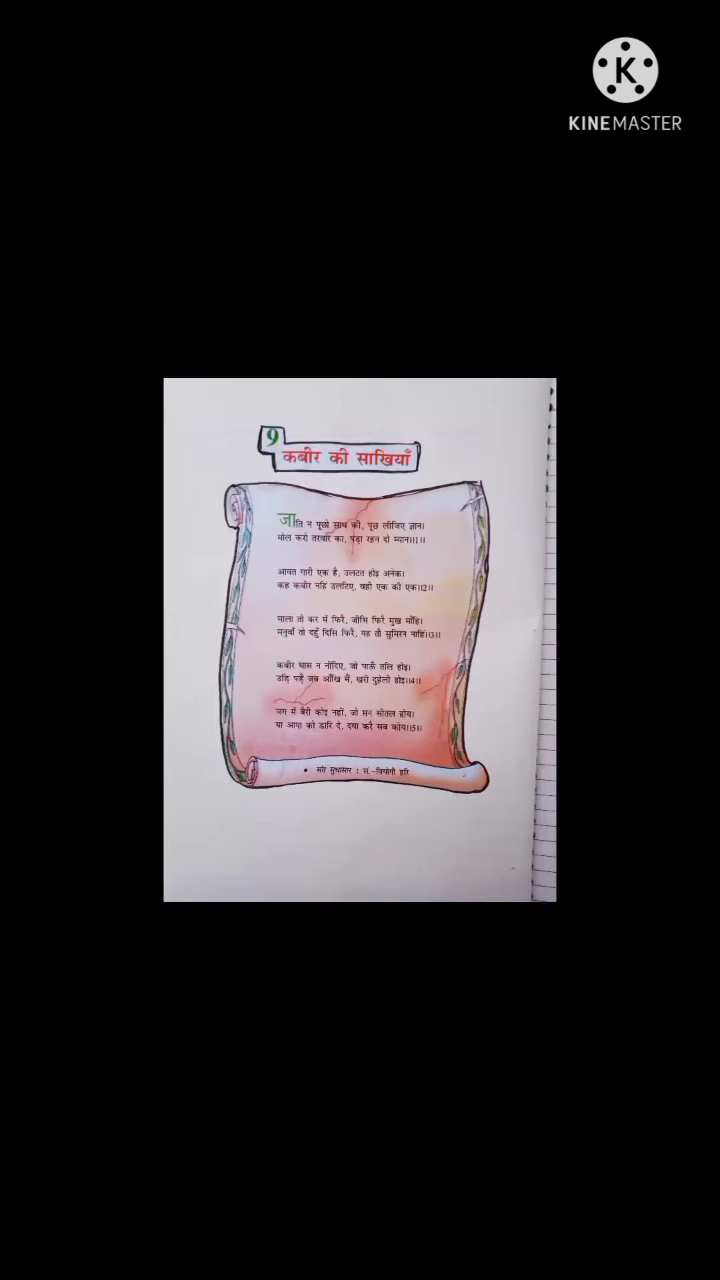 KINEMASTER
9
कबीर की साखियाँ
जाति न पूछो साध की, पूछ लीजिए ज्ञान।
मोल करो तरवार का, पड़ा रहन दो म्यान।।1।।
आवत गारी एक है, उलटत होइ अनेक।
कह कबीर नहिं उलटिए, वही एक की एक।।2।।
माला तो कर में फिरै, जीभि फिरै मुख माँहि।
मनुवाँ तो दहुँ दिसि फिरै, यह तौ सुमिरन नाहिं।।3।।
कबीर घास न नींदिए, जो पाऊँ तलि होइ।
उड़ि पड़ै जब आँखि मैं, खरी दुहेली होइ।।4।।
जग में बैरी कोइ नहीं, जो मन सीतल होय।
या आपा को डारि दे, दया करै सब कोय।।5।।
• संत सुधासार : सं.-वियोगी हरि